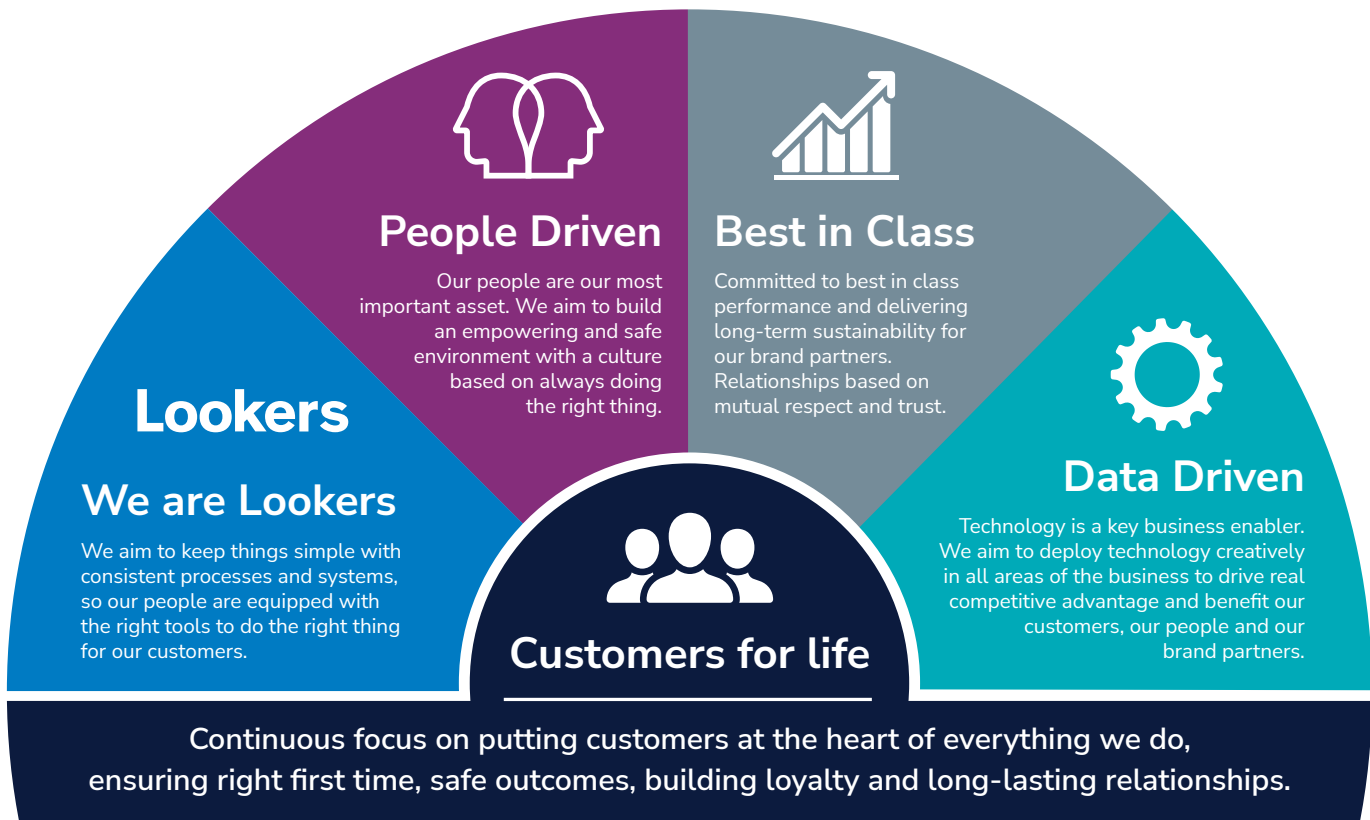 People Driven
Our people are our most
important asset. We aim to build
an empowering and safe
environment with a culture
based on always doing
the right thing.
Best in Class
Committed to best in class
performance and delivering
long-term sustainability for
our brand partners.
Relationships based on
mutual respect and trust.
Lookers
We are Lookers
We aim to keep things simple with
consistent processes and systems,
so our people are equipped with
the right tools to do the right thing
for our customers.
Data Driven
Technology is a key business enabler.
We aim to deploy technology creatively
in all areas of the business to drive real
competitive advantage and benefit our
customers, our people and our
brand partners.
Customers for life
Continuous focus on putting customers at the heart of everything we do,
ensuring right first time, safe outcomes, building loyalty and long-lasting relationships.